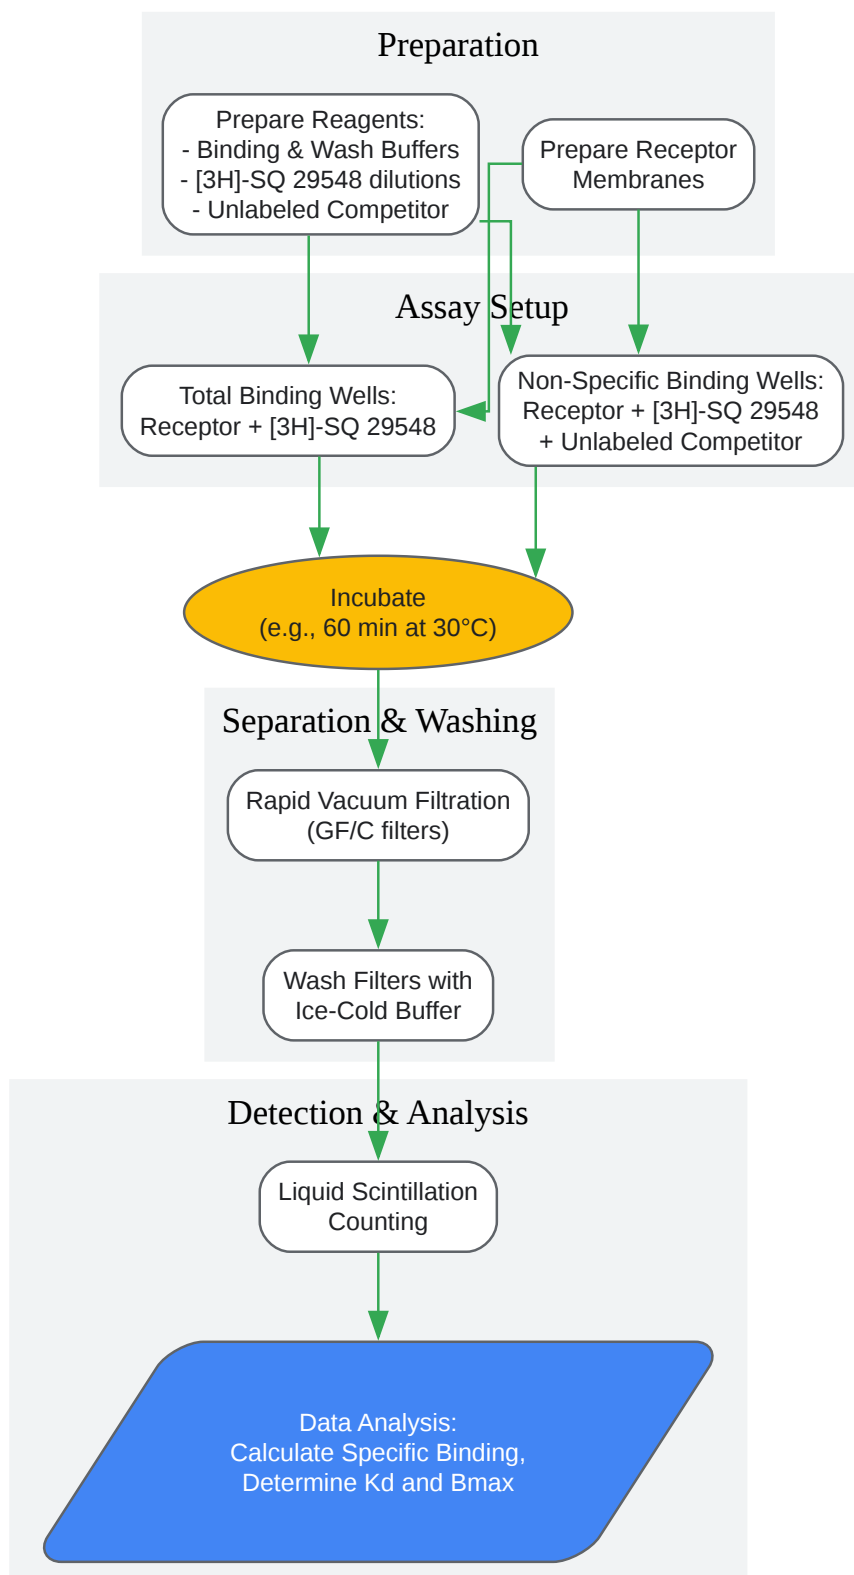 Preparation
Prepare Reagents:
- Binding & Wash Buffers
- [3H]-SQ 29548 dilutions
- Unlabeled Competitor
Prepare Receptor
Membranes
Assay Setup
Total Binding Wells:
Receptor + [3H]-SQ 29548
Non-Specific Binding Wells:
Receptor + [3H]-SQ 29548
+ Unlabeled Competitor
Incubate
(e.g., 60 min at 30°C)
Separation & Washing
Rapid Vacuum Filtration
(GF/C filters)
Wash Filters with
Ice-Cold Buffer
Detection & Analysis
Liquid Scintillation
Counting
Data Analysis:
Calculate Specific Binding,
Determine Kd and Bmax